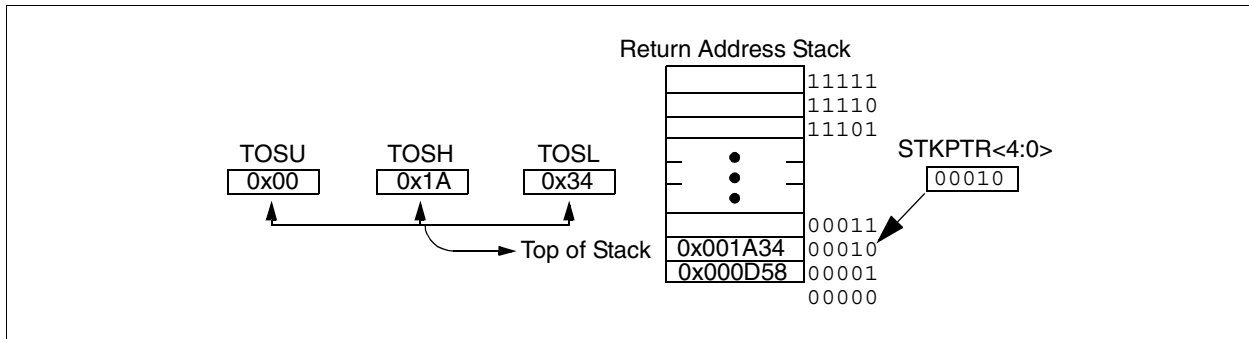 Return Address Stack
11111
11110
11101
TOSU TOSH TOSL
0x00 0x1A 0x34
STKPTR<4:0>
00010
00011
Top of Stack 0x001A34 00010
0x000D58 00001
00000